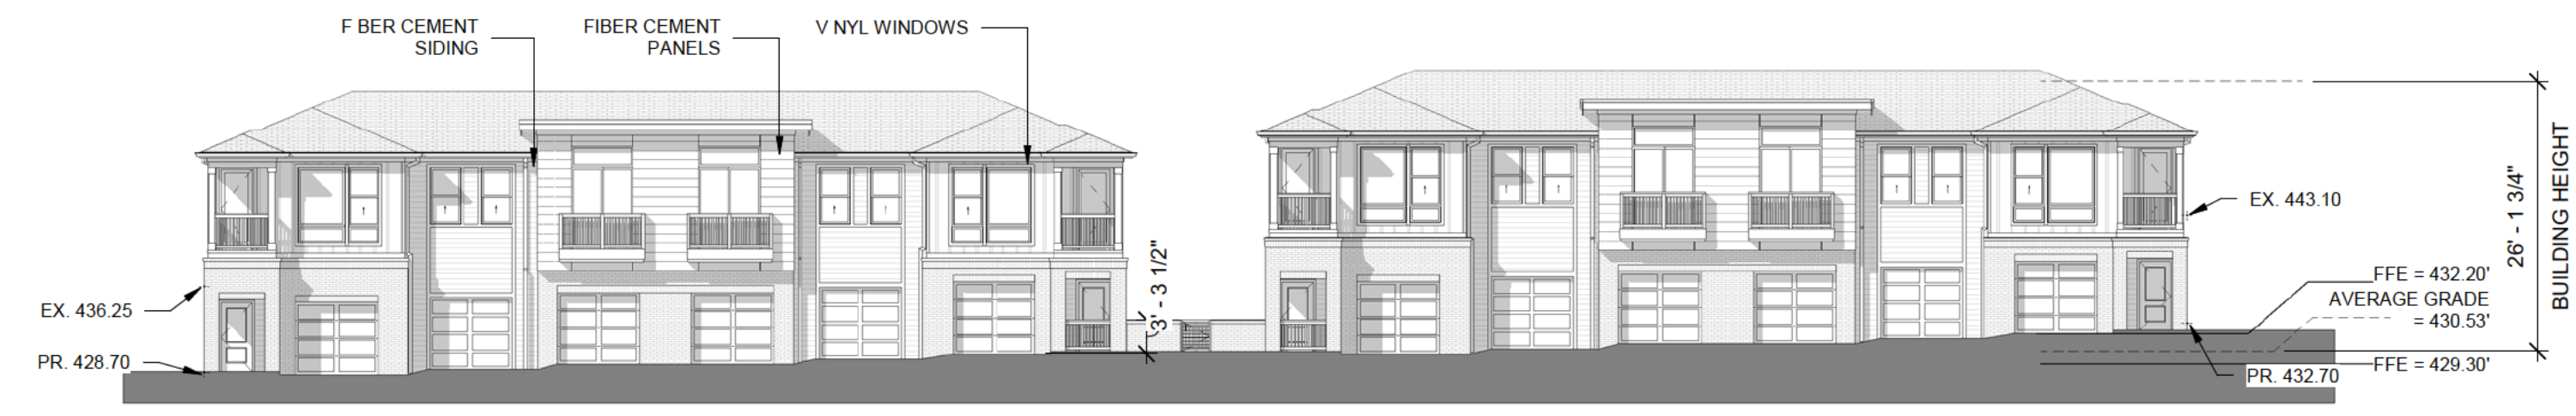 F BER CEMENT
SIDING
FIBER CEMENT
PANELS
V NYL WINDOWS
EX. 436.25
PR. 428.70
3' - 3 1/2"
EX. 443.10
FFE = 432.20'
AVERAGE GRADE
= 430.53'
FFE = 429.30'
PR. 432.70
26' - 1 3/4"
BUILDING HEIGHT